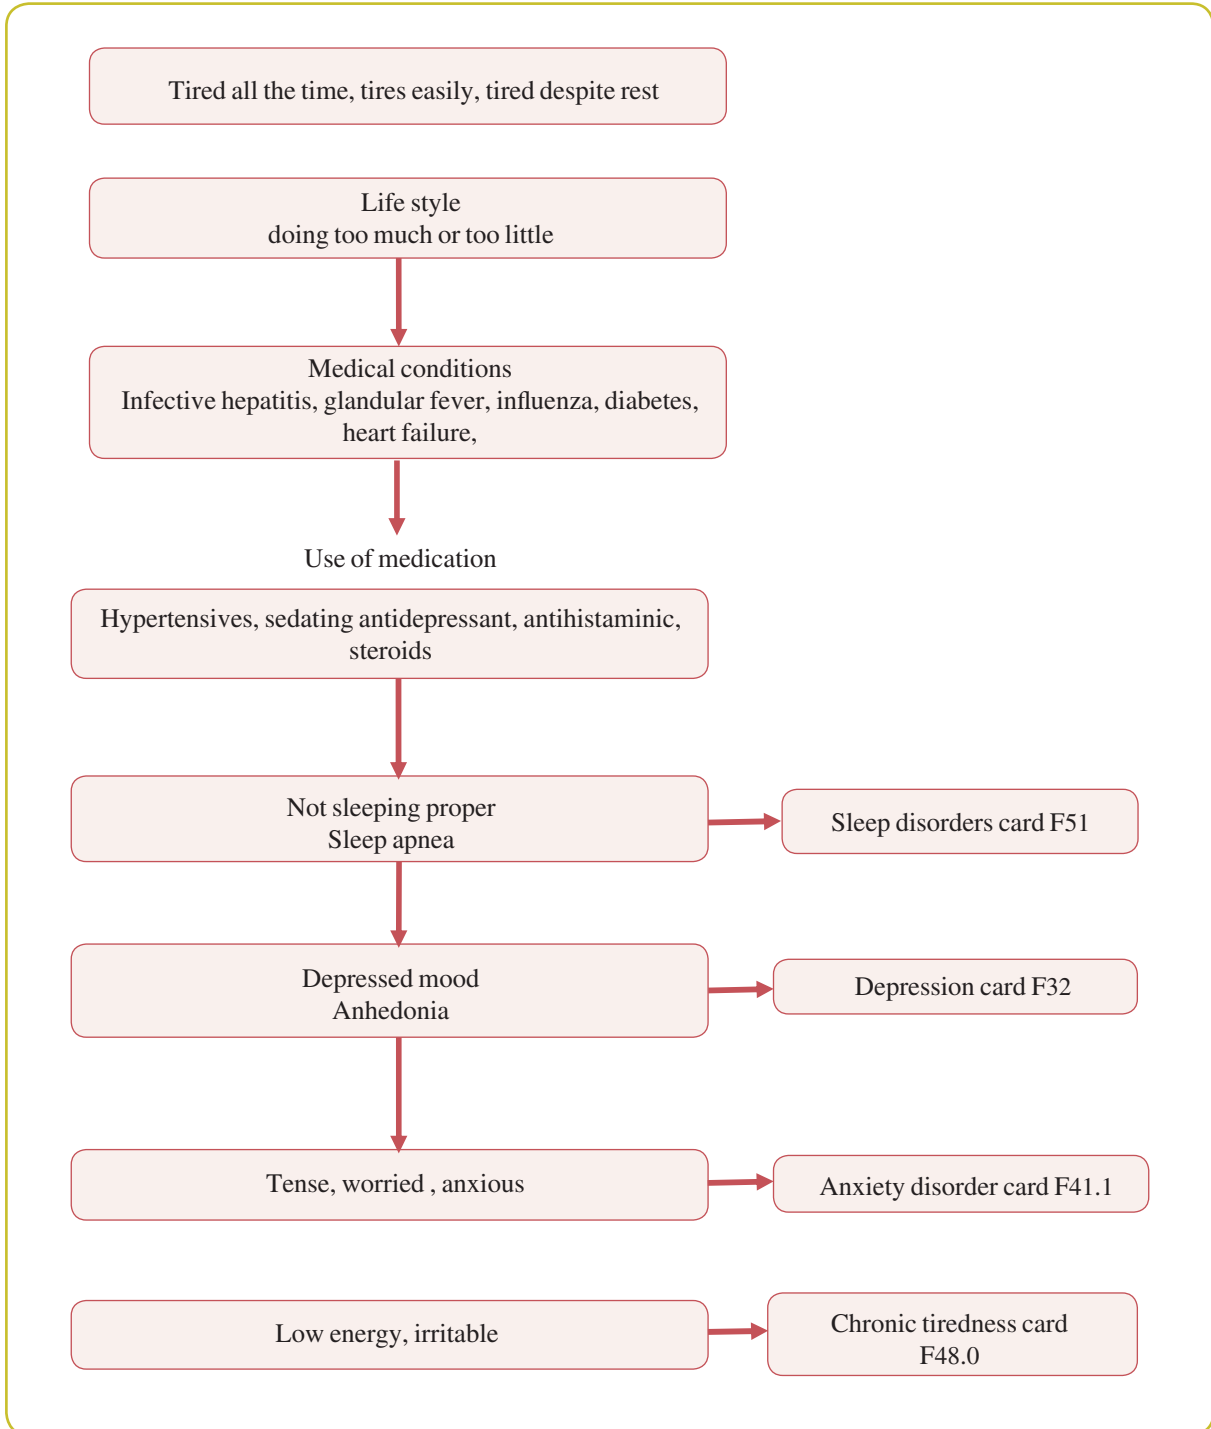 Tired all the time, tires easily, tired despite rest
Life style
doing too much or too little
Medical conditions
Infective hepatitis, glandular fever, influenza, diabetes,
heart failure,
Use of medication
Hypertensives, sedating antidepressant, antihistaminic,
steroids
Not sleeping proper
Sleep apnea
Sleep disorders card F51
Depressed mood
Anhedonia
Depression card F32
Tense, worried , anxious
Anxiety disorder card F41.1
Low energy, irritable
Chronic tiredness card
F48.0